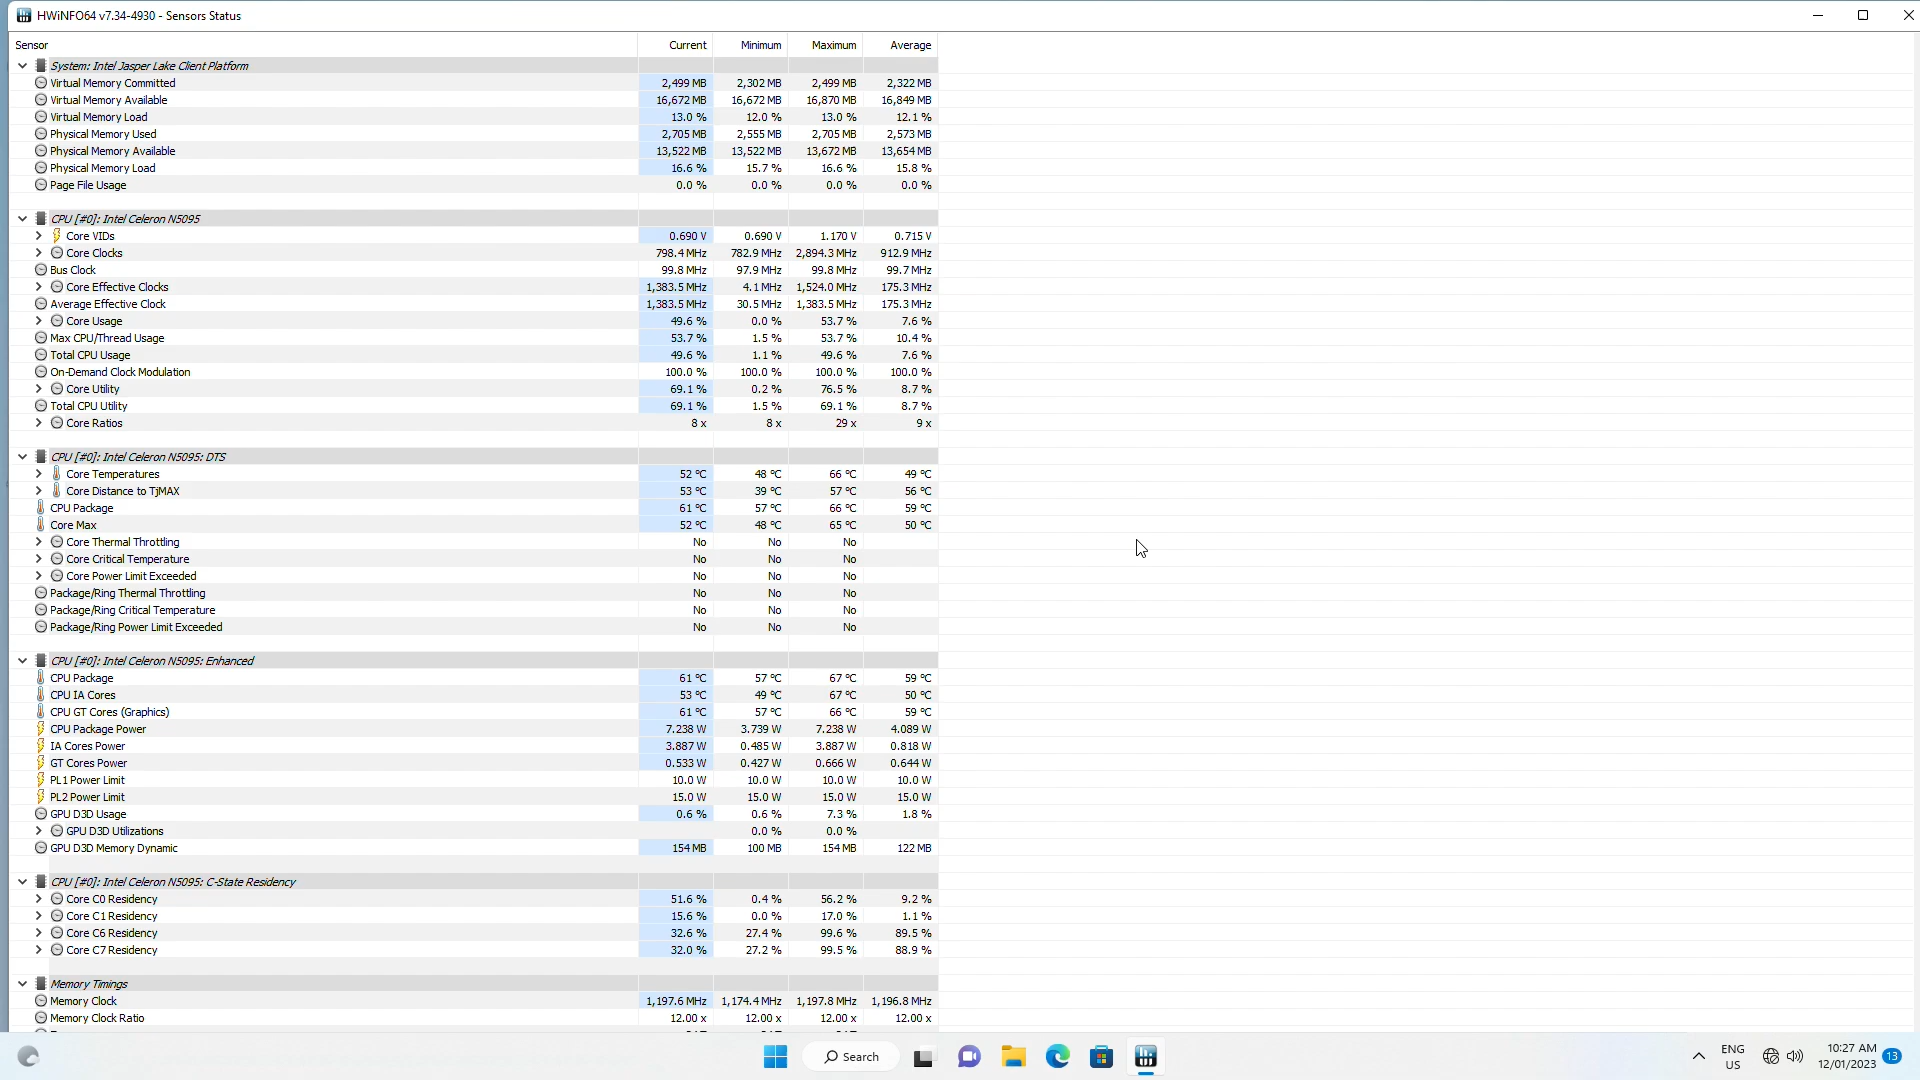 HWiNFO64 v7.34-4930 - Sensors Status
Sensor Current Minimum Maximum Average
System: Intel Jasper Lake Client Platform
Virtual Memory Committed 2,499 MB 2,302 MB 2,499 MB 2,322 MB
Virtual Memory Available 16,672 MB 16,672 MB 16,870 MB 16,849 MB
Virtual Memory Load 13.0 % 12.0 % 13.0 % 12.1 %
Physical Memory Used 2,705 MB 2,555 MB 2,705 MB 2,573 MB
Physical Memory Available 13,522 MB 13,522 MB 13,672 MB 13,654 MB
Physical Memory Load 16.6 % 15.7 % 16.6 % 15.8 %
Page File Usage 0.0 % 0.0 % 0.0 % 0.0 %
CPU [#0]: Intel Celeron N5095
Core VIDs 0.690 V 0.690 V 1.170 V 0.715 V
Core Clocks 798.4 MHz 782.9 MHz 2,894.3 MHz 912.9 MHz
Bus Clock 99.8 MHz 97.9 MHz 99.8 MHz 99.7 MHz
Core Effective Clocks 1,383.5 MHz 4.1 MHz 1,524.0 MHz 175.3 MHz
Average Effective Clock 1,383.5 MHz 30.5 MHz 1,383.5 MHz 175.3 MHz
Core Usage 49.6 % 0.0 % 53.7 % 7.6 %
Max CPU/Thread Usage 53.7 % 1.5 % 53.7 % 10.4 %
Total CPU Usage 49.6 % 1.1 % 49.6 % 7.6 %
On-Demand Clock Modulation 100.0 % 100.0 % 100.0 % 100.0 %
Core Utility 69.1 % 0.2 % 76.5 % 8.7 %
Total CPU Utility 69.1 % 1.5 % 69.1 % 8.7 %
Core Ratios 8 x 8 x 29 x 9 x
CPU [#0]: Intel Celeron N5095: DTS
Core Temperatures 52 °C 48 °C 66 °C 49 °C
Core Distance to TjMAX 53 °C 39 °C 57 °C 56 °C
CPU Package 61 °C 57 °C 66 °C 59 °C
Core Max 52 °C 48 °C 65 °C 50 °C
Core Thermal Throttling No No No
Core Critical Temperature No No No
Core Power Limit Exceeded No No No
Package/Ring Thermal Throttling No No No
Package/Ring Critical Temperature No No No
Package/Ring Power Limit Exceeded No No No
CPU [#0]: Intel Celeron N5095: Enhanced
CPU Package 61 °C 57 °C 67 °C 59 °C
CPU IA Cores 53 °C 49 °C 67 °C 50 °C
CPU GT Cores (Graphics) 61 °C 57 °C 66 °C 59 °C
CPU Package Power 7.238 W 3.739 W 7.238 W 4.089 W
IA Cores Power 3.887 W 0.485 W 3.887 W 0.818 W
GT Cores Power 0.533 W 0.427 W 0.666 W 0.644 W
PL1 Power Limit 10.0 W 10.0 W 10.0 W 10.0 W
PL2 Power Limit 15.0 W 15.0 W 15.0 W 15.0 W
GPU D3D Usage 0.6 % 0.6 % 7.3 % 1.8 %
GPU D3D Utilizations 0.0 % 0.0 %
GPU D3D Memory Dynamic 154 MB 100 MB 154 MB 122 MB
CPU [#0]: Intel Celeron N5095: C-State Residency
Core C0 Residency 51.6 % 0.4 % 56.2 % 9.2 %
Core C1 Residency 15.6 % 0.0 % 17.0 % 1.1 %
Core C6 Residency 32.6 % 27.4 % 99.6 % 89.5 %
Core C7 Residency 32.0 % 27.2 % 99.5 % 88.9 %
Memory Timings
Memory Clock 1,197.6 MHz 1,174.4 MHz 1,197.8 MHz 1,196.8 MHz
Memory Clock Ratio 12.00 x 12.00 x 12.00 x 12.00 x
Search
ENG
US
10:27 AM
12/01/2023
13